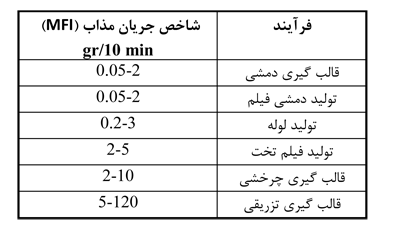 فرآیند	شاخص جریان مذاب (MFI)
gr/10 min
قالب گیری دمشی	0.05-2
تولید دمشی فیلم	0.05-2
تولید لوله	0.2-3
تولید فیلم تخت	2-5
قالب گیری چرخشی	2-10
قالب گیری تزریقی	5-120